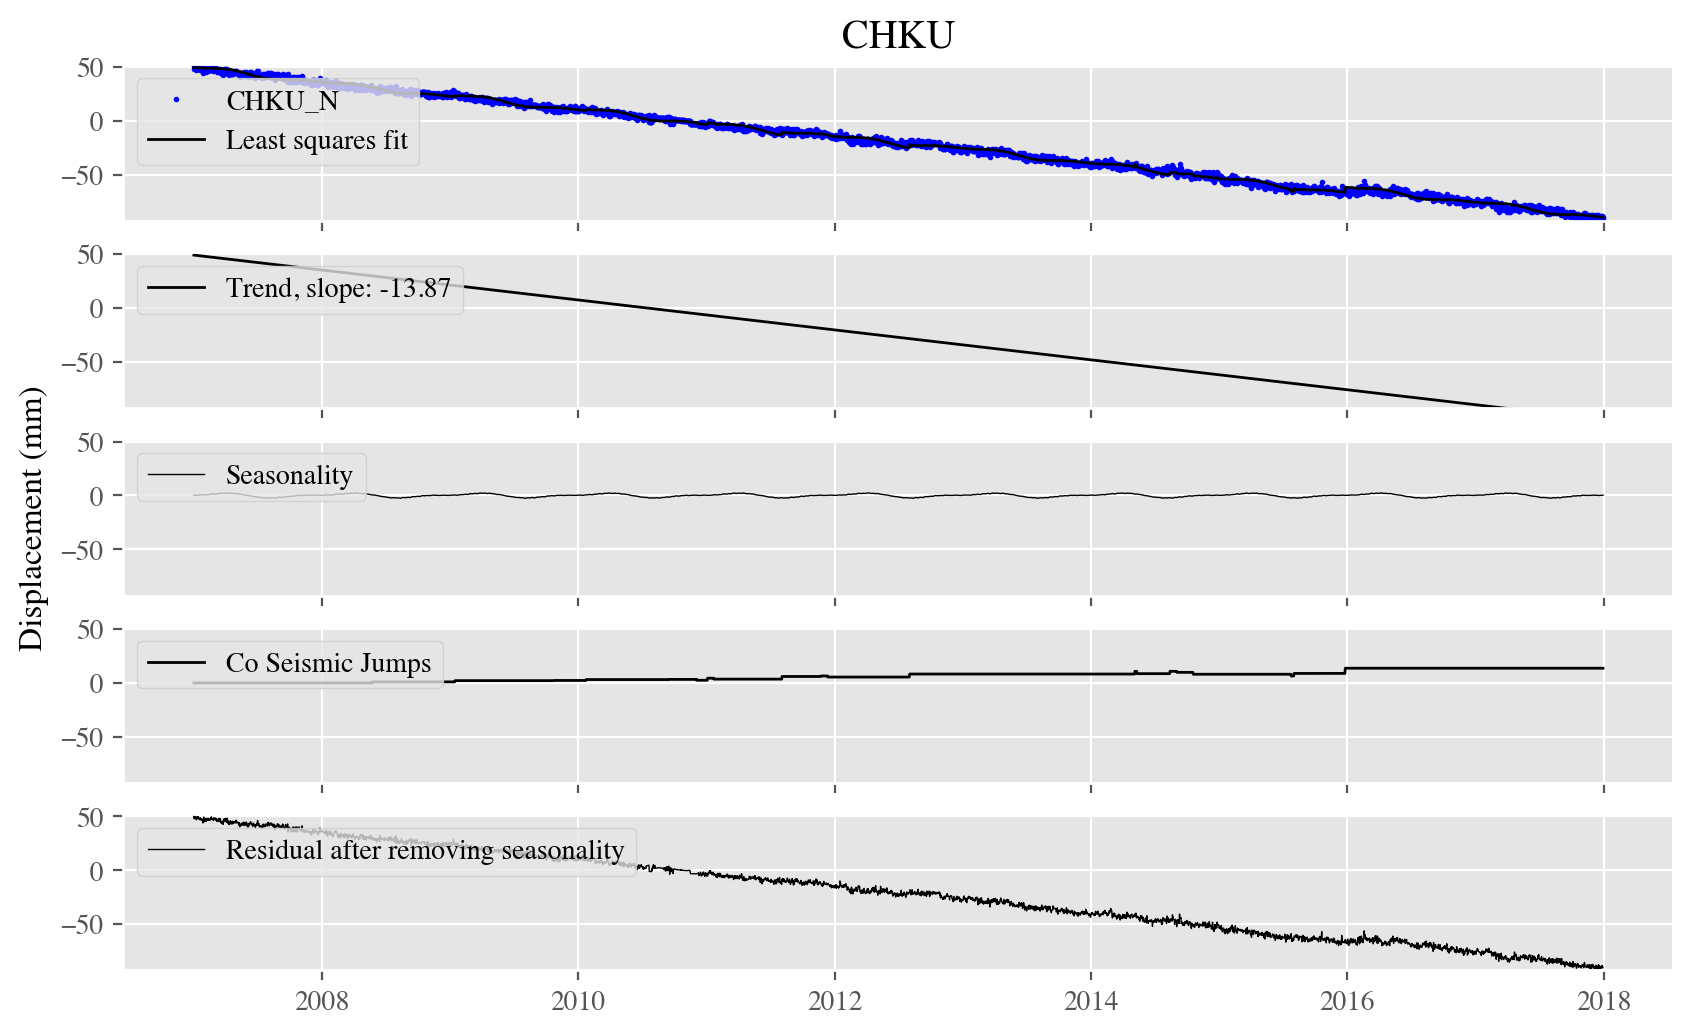 CHKU
50
0
−50
CHKU_N
Least squares fit
50
0
−50
Trend, slope: -13.87
50
0
−50
Seasonality
50
0
−50
Co Seismic Jumps
50
0
−50
Residual after removing seasonality
2008 2010 2012 2014 2016 2018
Displacement (mm)